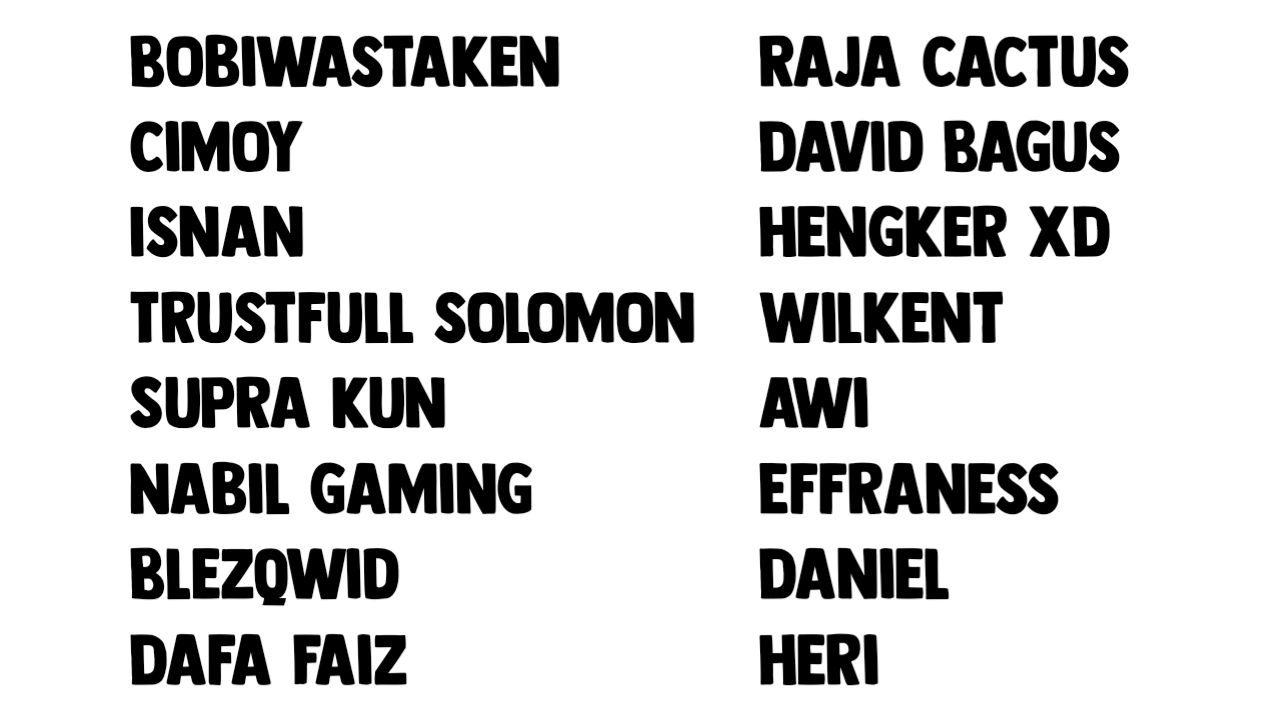 BOBIWASTAKEN
CIMOY
ISNAN
TRUSTFULL SOLOMON
SUPRA KUN
NABIL GAMING
BLEZQWID
DAFA FAIZ
RAJA CACTUS
DAVID BAGUS
HENGKER XD
WILKENT
AWI
EFFRANESS
DANIEL
HERI